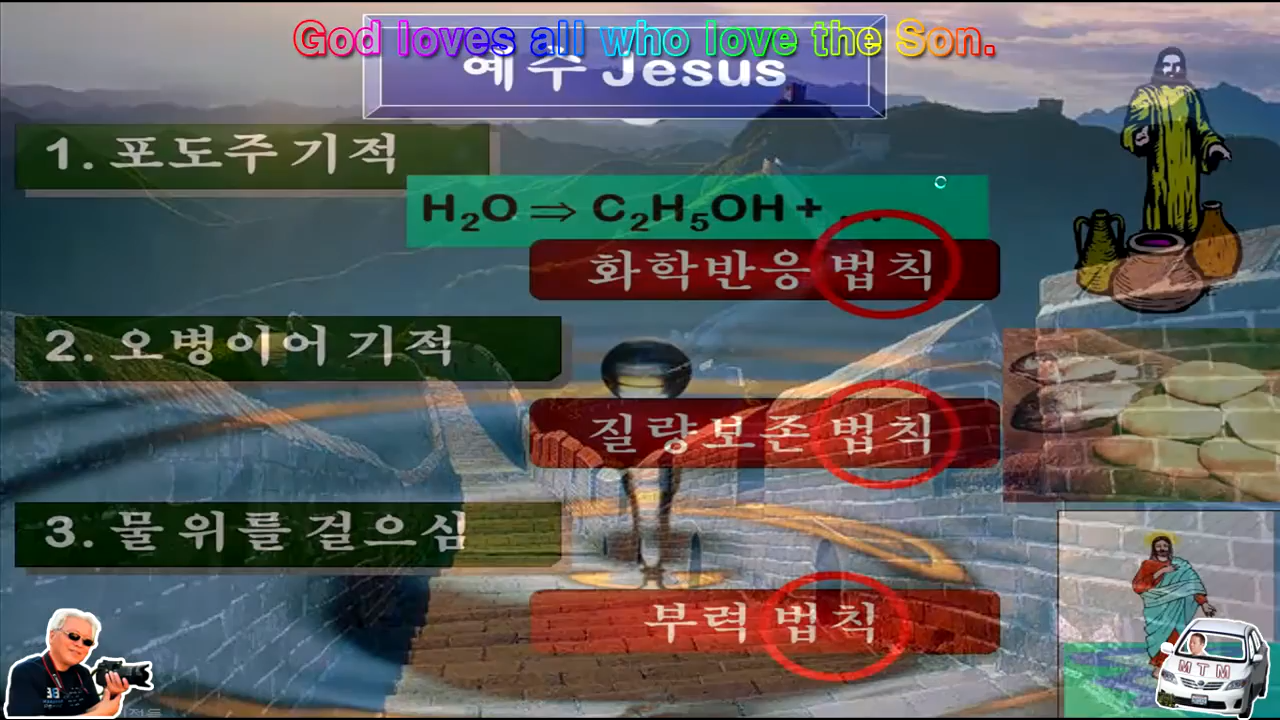 God loves all who love the Son.
예수 Jesus
1. 포도주 기적
H₂O ⇒ C₂H₅OH + ...
화학반응 법칙
2. 오병이어 기적
질량보존 법칙
3. 물 위를 걸으심
부력 법칙
MTM